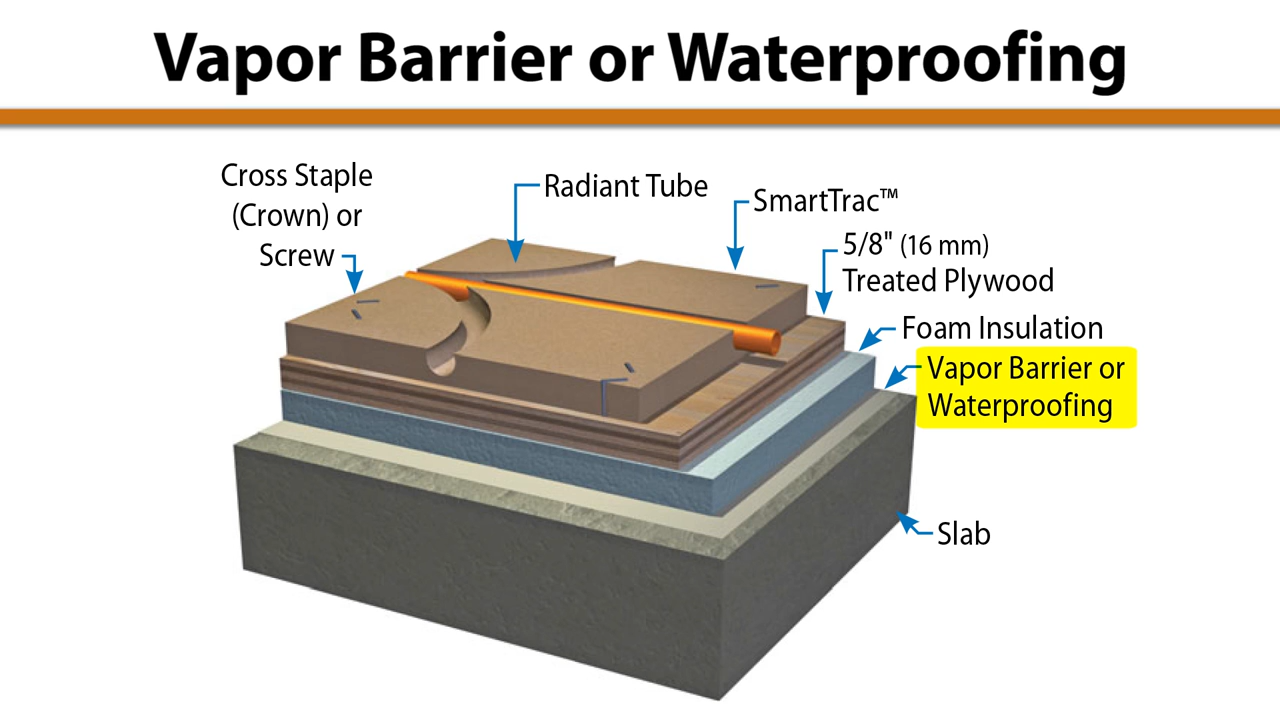 Vapor Barrier or Waterproofing
Cross Staple
(Crown) or
Screw
Radiant Tube
SmartTrac™
5/8" (16 mm)
Treated Plywood
Foam Insulation
Vapor Barrier or
Waterproofing
Slab